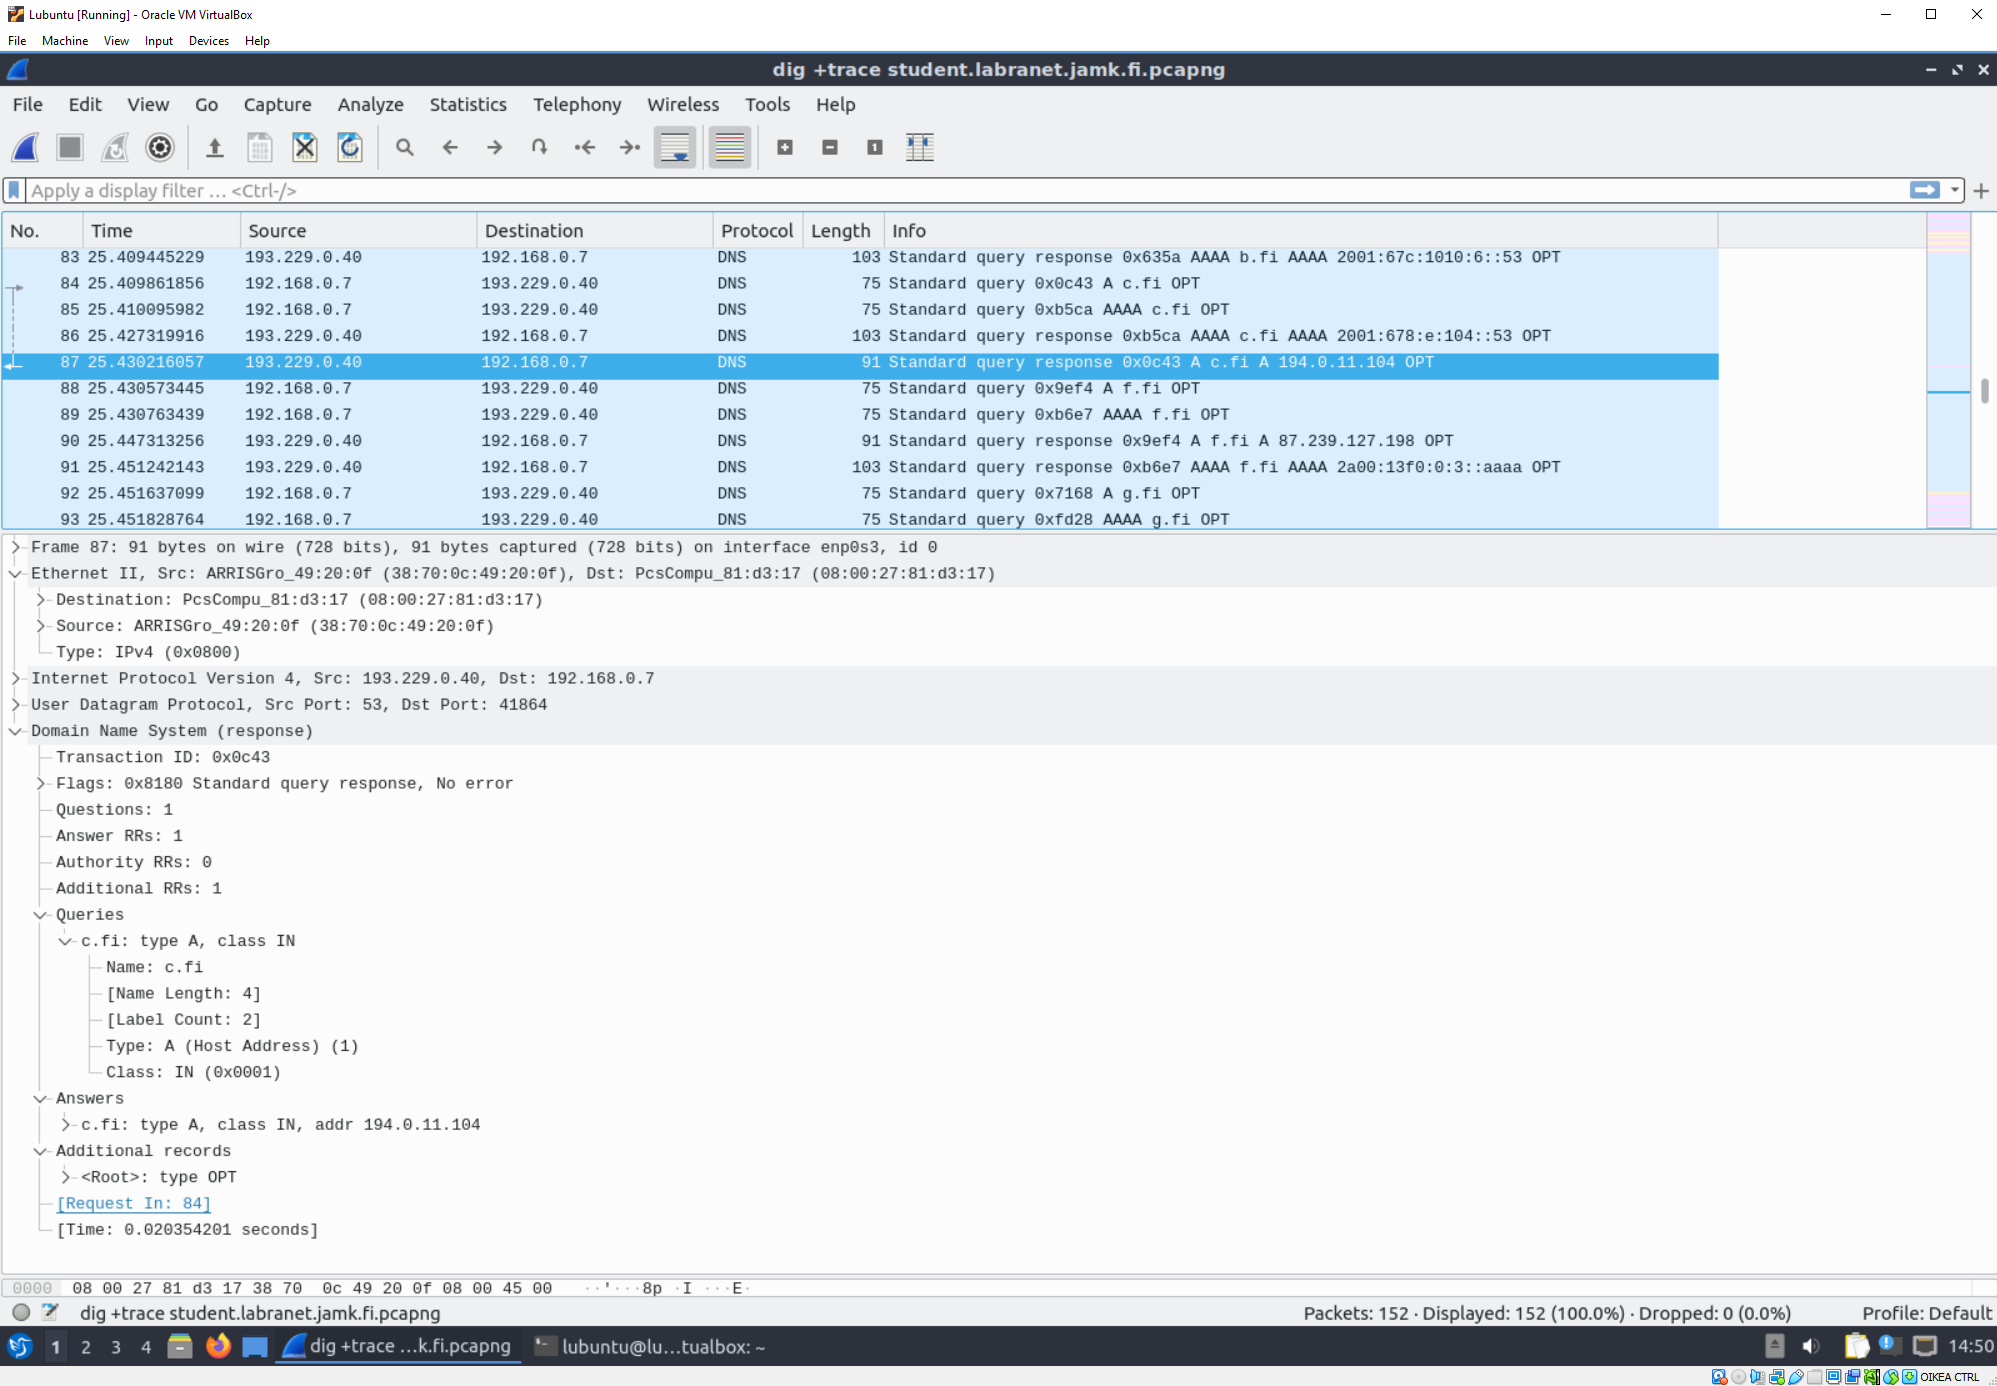 Lubuntu [Running] - Oracle VM VirtualBox
File Machine View Input Devices Help
dig +trace student.labranet.jamk.fi.pcapng
File Edit View Go Capture Analyze Statistics Telephony Wireless Tools Help
Apply a display filter … <Ctrl-/>
No. Time Source Destination Protocol Length Info
83 25.409445229 193.229.0.40 192.168.0.7 DNS 103 Standard query response 0x635a AAAA b.fi AAAA 2001:67c:1010:6::53 OPT
84 25.409861856 192.168.0.7 193.229.0.40 DNS 75 Standard query 0x0c43 A c.fi OPT
85 25.410095982 192.168.0.7 193.229.0.40 DNS 75 Standard query 0xb5ca AAAA c.fi OPT
86 25.427319916 193.229.0.40 192.168.0.7 DNS 103 Standard query response 0xb5ca AAAA c.fi AAAA 2001:678:e:104::53 OPT
87 25.430216057 193.229.0.40 192.168.0.7 DNS 91 Standard query response 0x0c43 A c.fi A 194.0.11.104 OPT
88 25.430573445 192.168.0.7 193.229.0.40 DNS 75 Standard query 0x9ef4 A f.fi OPT
89 25.430763439 192.168.0.7 193.229.0.40 DNS 75 Standard query 0xb6e7 AAAA f.fi OPT
90 25.447313256 193.229.0.40 192.168.0.7 DNS 91 Standard query response 0x9ef4 A f.fi A 87.239.127.198 OPT
91 25.451242143 193.229.0.40 192.168.0.7 DNS 103 Standard query response 0xb6e7 AAAA f.fi AAAA 2a00:13f0:0:3::aaaa OPT
92 25.451637099 192.168.0.7 193.229.0.40 DNS 75 Standard query 0x7168 A g.fi OPT
93 25.451828764 192.168.0.7 193.229.0.40 DNS 75 Standard query 0xfd28 AAAA g.fi OPT
Frame 87: 91 bytes on wire (728 bits), 91 bytes captured (728 bits) on interface enp0s3, id 0
Ethernet II, Src: ARRISGro_49:20:0f (38:70:0c:49:20:0f), Dst: PcsCompu_81:d3:17 (08:00:27:81:d3:17)
Destination: PcsCompu_81:d3:17 (08:00:27:81:d3:17)
Source: ARRISGro_49:20:0f (38:70:0c:49:20:0f)
Type: IPv4 (0x0800)
Internet Protocol Version 4, Src: 193.229.0.40, Dst: 192.168.0.7
User Datagram Protocol, Src Port: 53, Dst Port: 41864
Domain Name System (response)
Transaction ID: 0x0c43
Flags: 0x8180 Standard query response, No error
Questions: 1
Answer RRs: 1
Authority RRs: 0
Additional RRs: 1
Queries
c.fi: type A, class IN
Name: c.fi
[Name Length: 4]
[Label Count: 2]
Type: A (Host Address) (1)
Class: IN (0x0001)
Answers
c.fi: type A, class IN, addr 194.0.11.104
Additional records
<Root>: type OPT
[Request In: 84]
[Time: 0.020354201 seconds]
0000 08 00 27 81 d3 17 38 70 0c 49 20 0f 08 00 45 00 ··'···8p ·I ···E·
dig +trace student.labranet.jamk.fi.pcapng Packets: 152 · Displayed: 152 (100.0%) · Dropped: 0 (0.0%) Profile: Default
1 2 3 4 dig +trace …k.fi.pcapng lubuntu@lu…tualbox: ~ 14:50
OIKEA CTRL